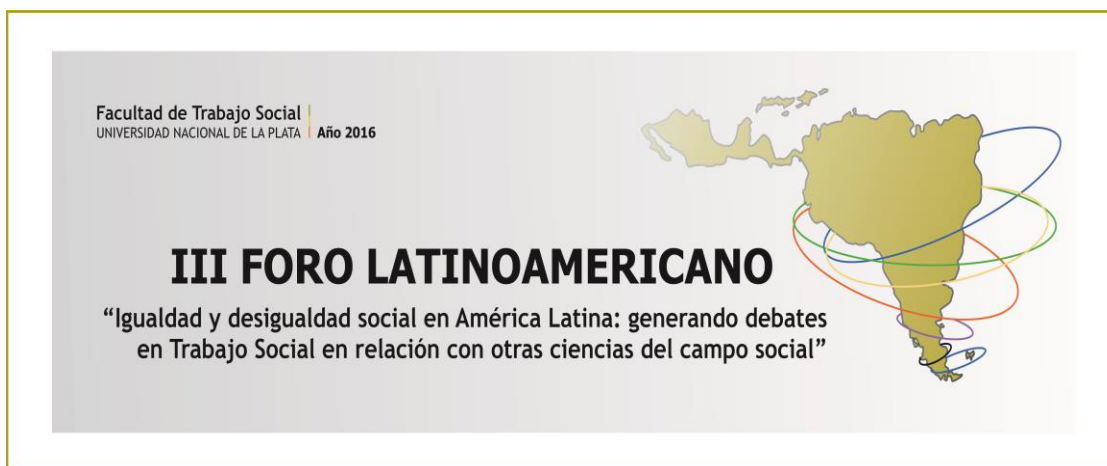 Facultad de Trabajo Social
UNIVERSIDAD NACIONAL DE LA PLATA Año 2016
III FORO LATINOAMERICANO
“Igualdad y desigualdad social en América Latina: generando debates
en Trabajo Social en relación con otras ciencias del campo social”